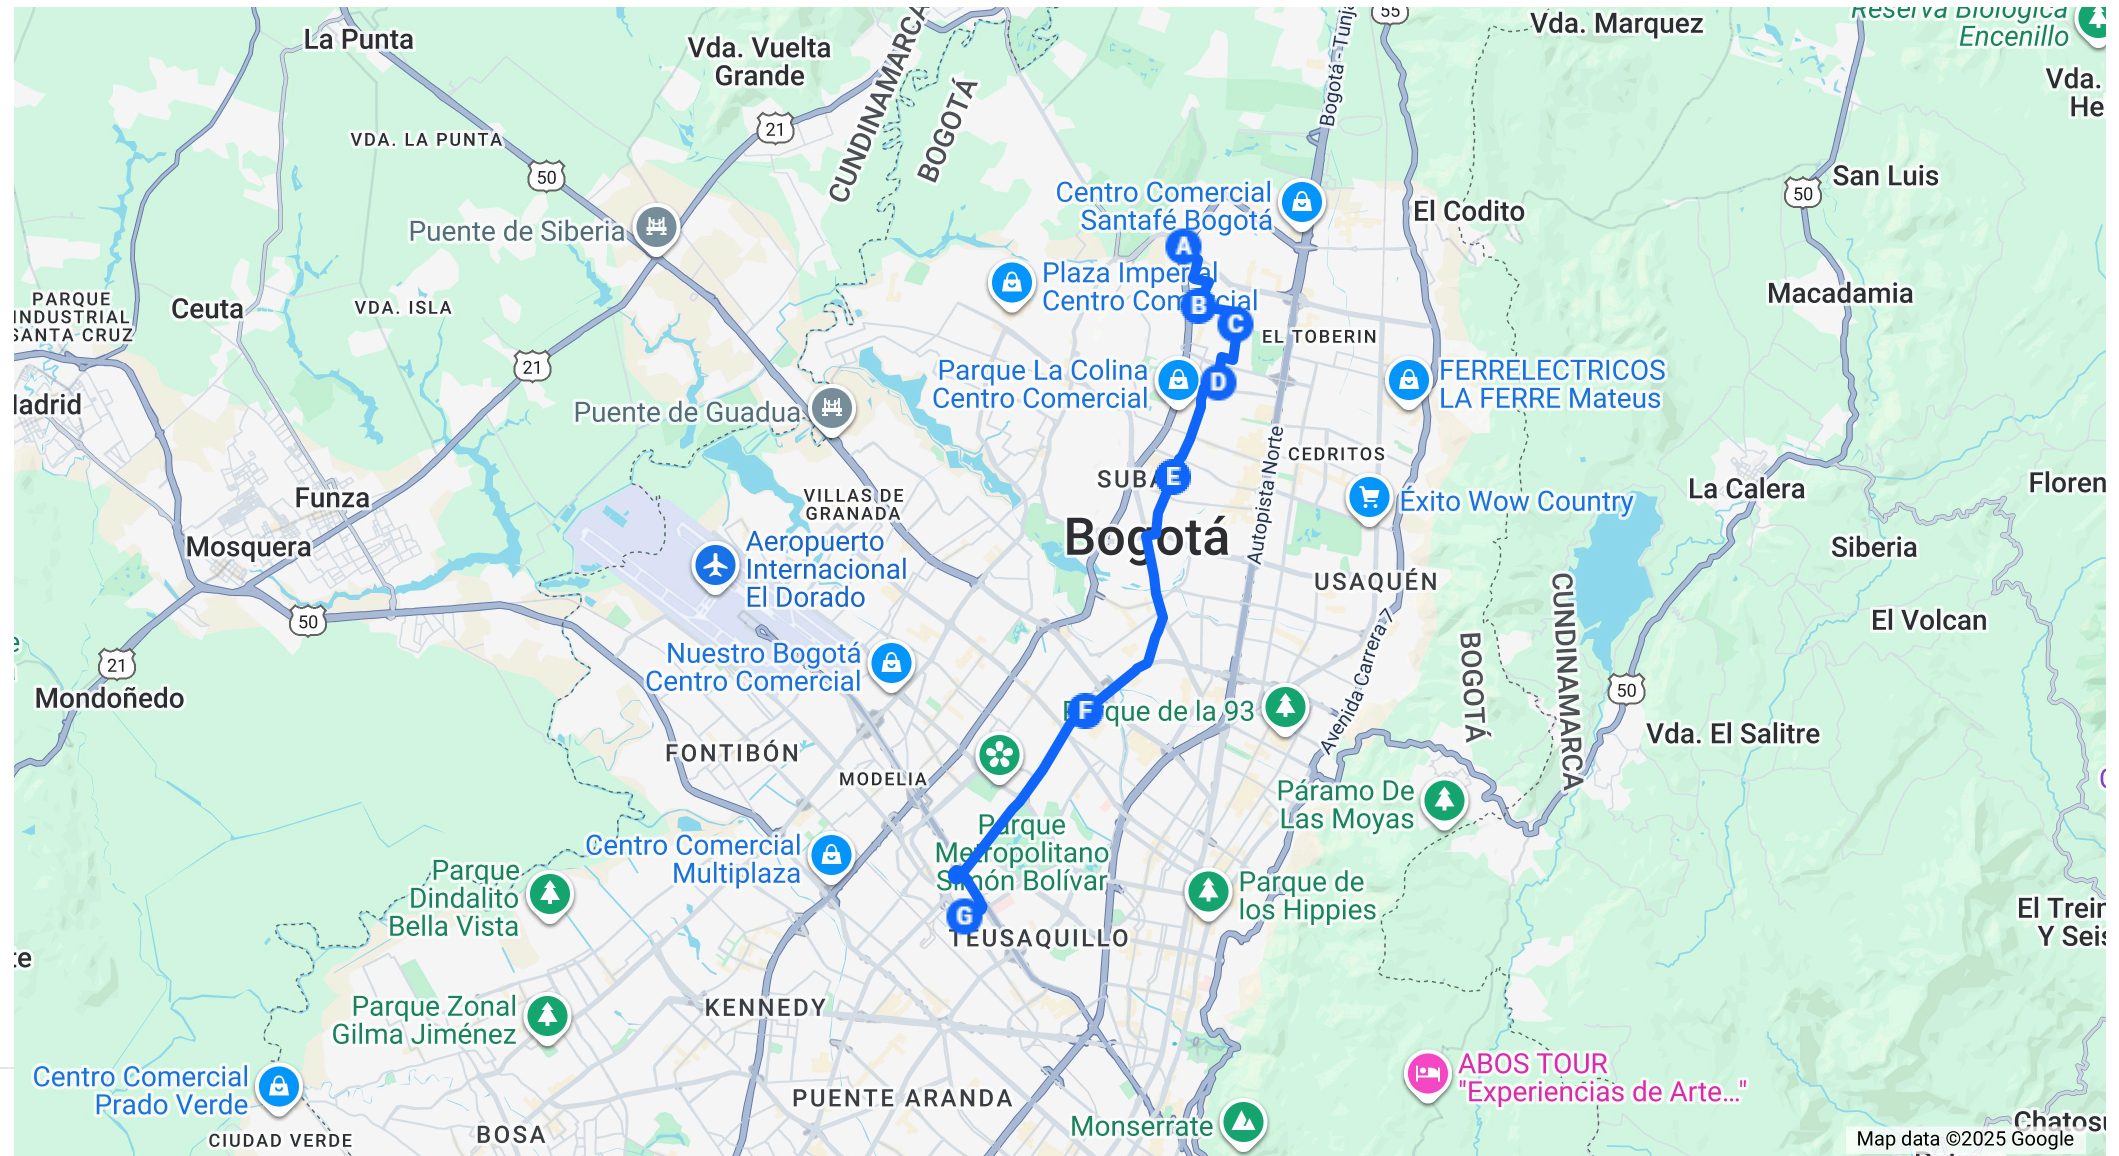 La Punta
Vda. Vuelta
Grande
CUNDINAMARCA
BOGOTÁ
Bogotá - Tunja
55
Vda. Marquez
Reserva Biológica
Encenillo
Vda.
He
21
VDA. LA PUNTA
50
San Luis
50
Puente de Siberia
Centro Comercial
Santafé Bogotá
El Codito
A
Plaza Imperial
Centro Comercial
B
C
PARQUE
INDUSTRIAL
SANTA CRUZ
Ceuta
VDA. ISLA
Macadamia
EL TOBERIN
21
Parque La Colina
Centro Comercial
D
FERRELECTRICOS
LA FERRE Mateus
Madrid
Puente de Guadua
Autopista Norte
CEDRITOS
SUBA
E
Funza
VILLAS DE
GRANADA
Éxito Wow Country
La Calera
Floren
Bogotá
Mosquera
Aeropuerto
Internacional
El Dorado
Siberia
USAQUÉN
CUNDINAMARCA
BOGOTÁ
50
El Volcan
21
Nuestro Bogotá
Centro Comercial
Avenida Carrera 7
Mondoñedo
50
F
Parque de la 93
Vda. El Salitre
FONTIBÓN
MODELIA
Páramo De
Las Moyas
Parque
Metropolitano
Simón Bolívar
Centro Comercial
Multiplaza
Parque
Dindalito
Bella Vista
Parque de
los Hippies
G
TEUSAQUILLO
El Trein
Y Seis
te
KENNEDY
Parque Zonal
Gilma Jiménez
Centro Comercial
Prado Verde
ABOS TOUR
"Experiencias de Arte..."
PUENTE ARANDA
Monserrate
CIUDAD VERDE
BOSA
Chatosu
Map data ©2025 Google